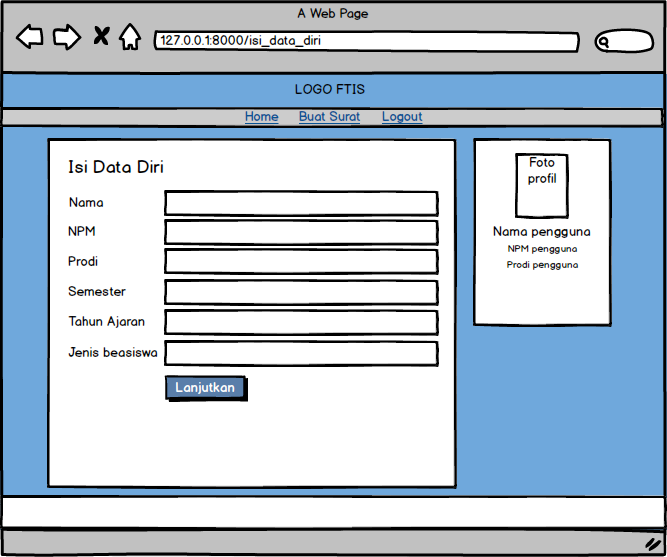 A Web Page
127.0.0.1:8000/isi_data_diri
LOGO FTIS
Home Buat Surat Logout
Isi Data Diri
Nama
NPM
Prodi
Semester
Tahun Ajaran
Jenis beasiswa
Lanjutkan
Foto
profil
Nama pengguna
NPM pengguna
Prodi pengguna